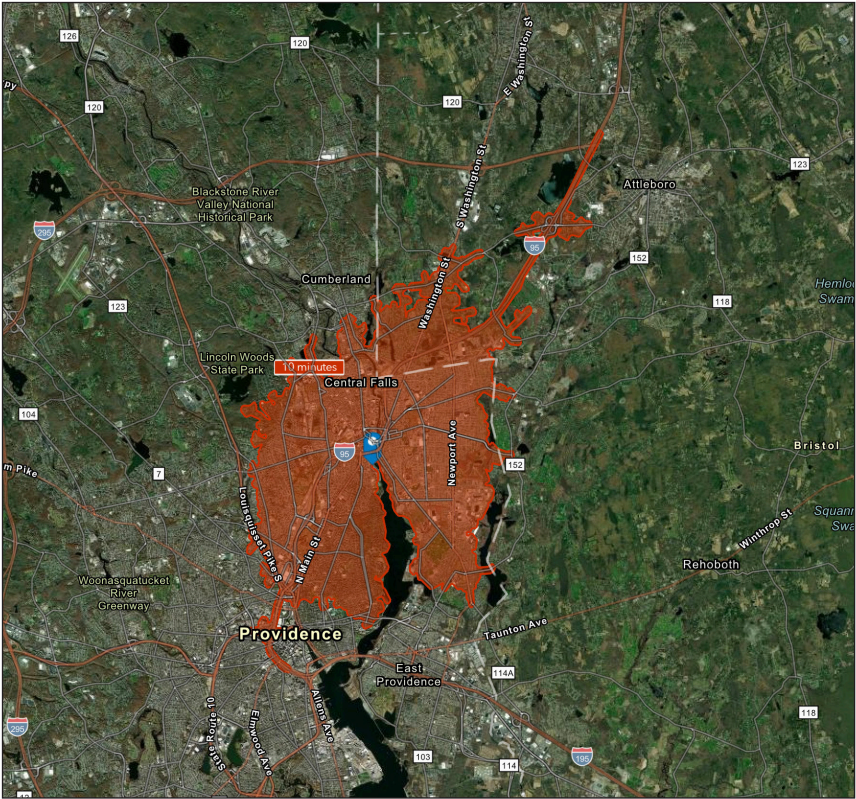 126
120
120
E Washington St
120
S Washington St
123
Attleboro
Blackstone River
Valley National
Historical Park
295
95
152
Cumberland
Washington St
Hemloc
Swam
123
118
Lincoln Woods
State Park
10 minutes
Central Falls
104
Newport Ave
95
Bristol
152
m Pike
7
Louisquisset Pike S
Squann
Swa
Winthrop St
N Main St
Rehoboth
Woonasquatucket
River
Greenway
Providence
Taunton Ave
East
Providence
114A
State Route 10
Elmwood Ave
Allens Ave
118
295
103
114
195